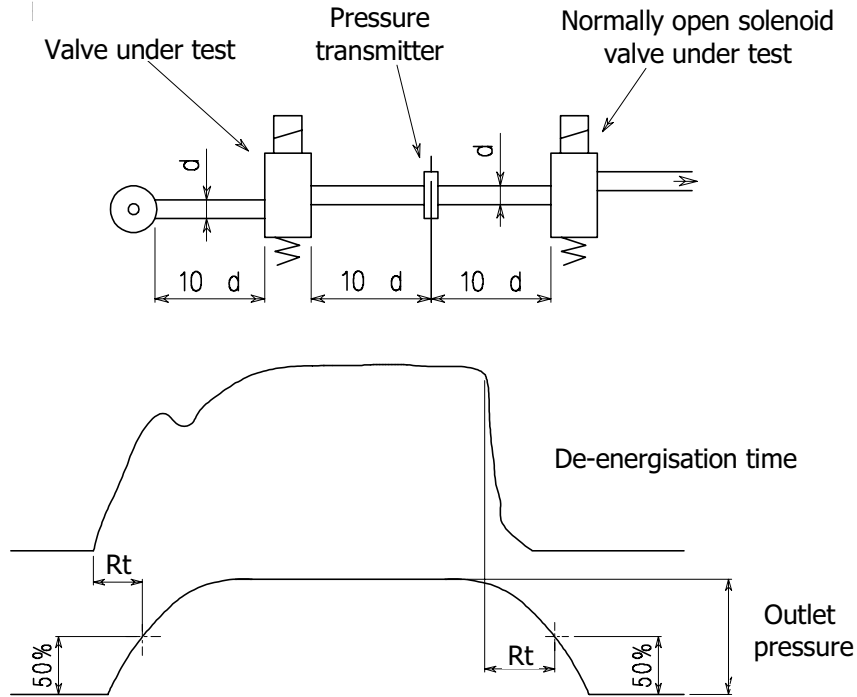 Valve under test
Pressure
transmitter
Normally open solenoid
valve under test
d
d
10 d
10 d
10 d
De-energisation time
Rt
50%
Rt
50%
Outlet
pressure